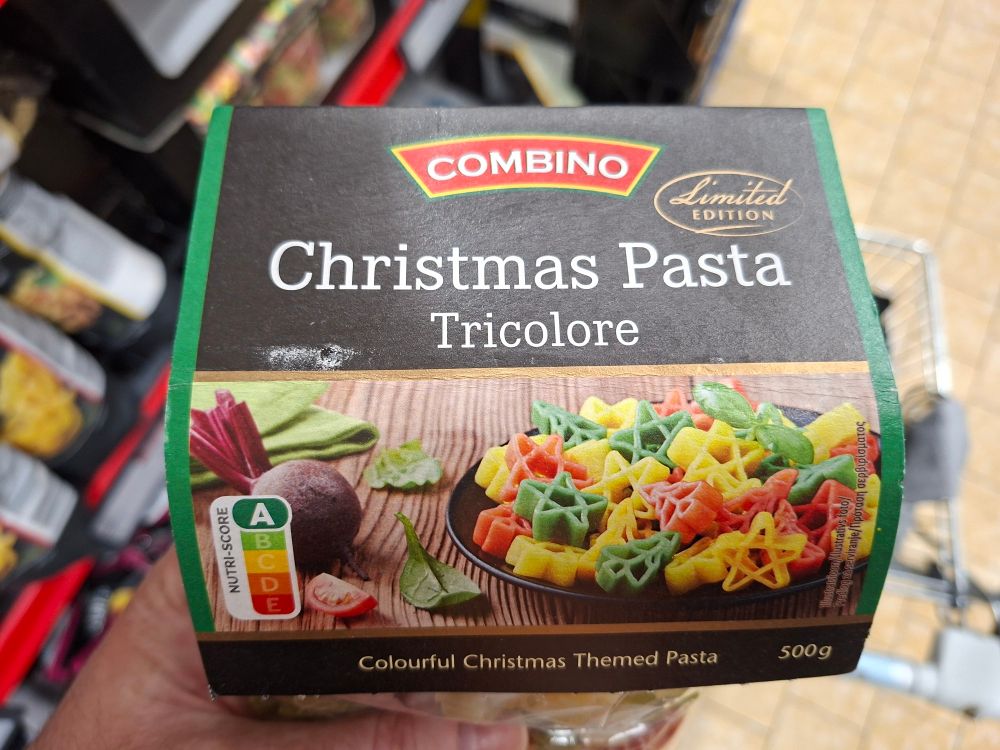 COMBINO
Limited
EDITION
Christmas Pasta
Tricolore
NUTRI-SCORE
A
B
C
D
E
Colourful Christmas Themed Pasta
500g